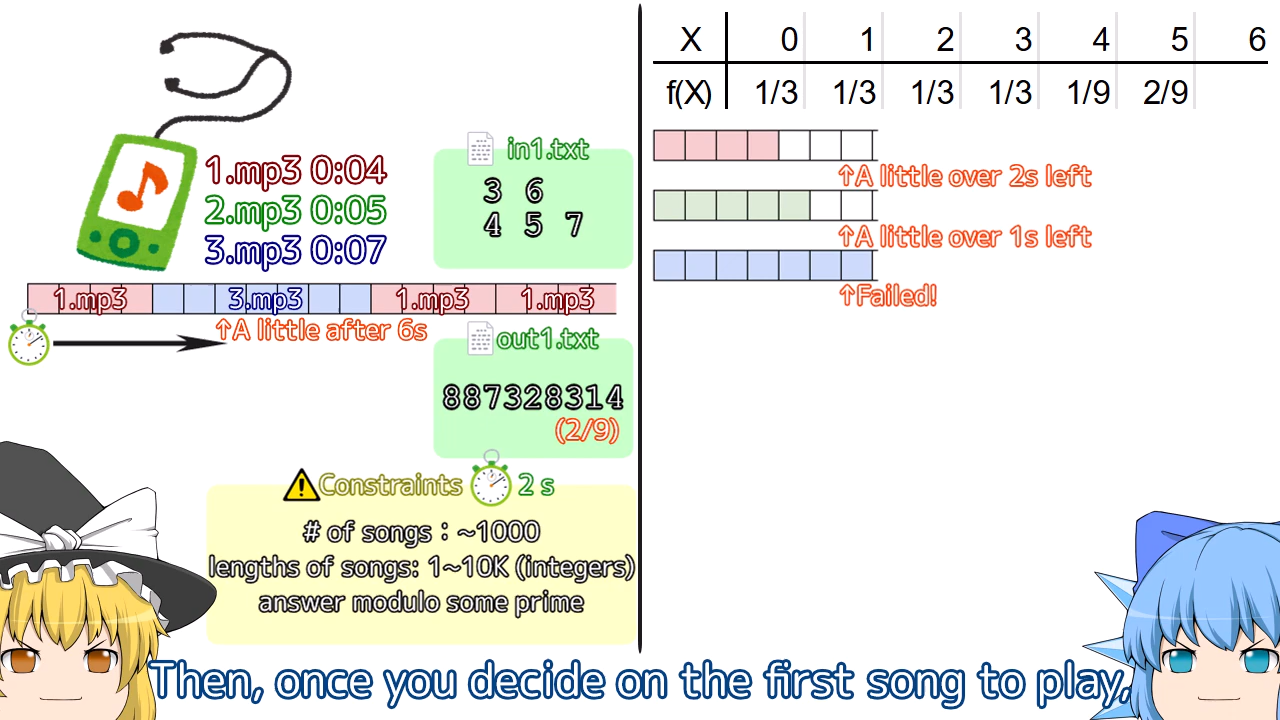 1.mp3 0:04
2.mp3 0:05
3.mp3 0:07
in1.txt
3 6
4 5 7
1.mp3 3.mp3 1.mp3 1.mp3
↑A little after 6s
out1.txt
887328314
(2/9)
Constraints 2 s
# of songs : ~1000
lengths of songs: 1~10K (integers)
answer modulo some prime
X 0 1 2 3 4 5 6
f(X) 1/3 1/3 1/3 1/3 1/9 2/9
↑A little over 2s left
↑A little over 1s left
↑Failed!
Then, once you decide on the first song to play,